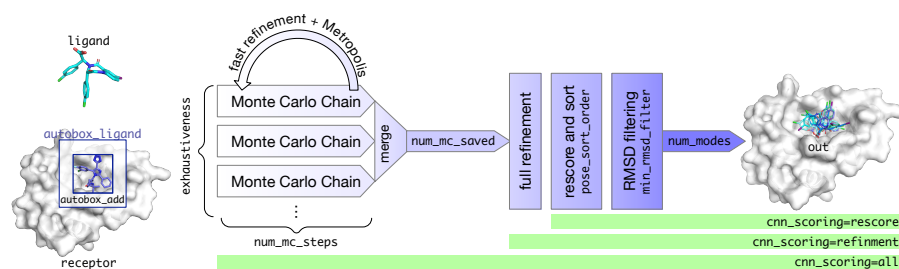 ligand
autobox_ligand
autobox_add
receptor
exhaustiveness
fast refinement + Metropolis
Monte Carlo Chain
Monte Carlo Chain
Monte Carlo Chain
...
num_mc_steps
merge
num_mc_saved
full refinement
rescore and sort
pose_sort_order
RMSD filtering
min_rmsd_filter
num_modes
out
cnn_scoring=rescore
cnn_scoring=refinment
cnn_scoring=all